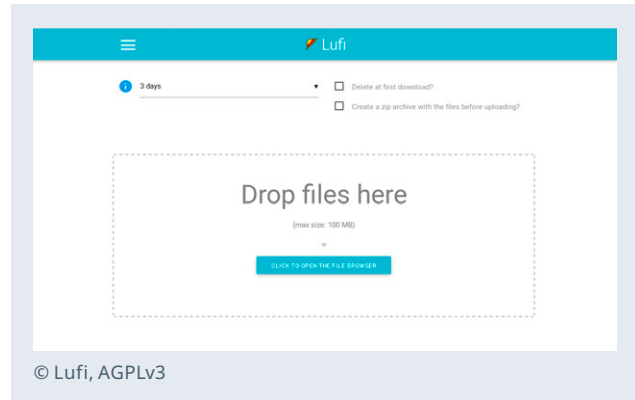 Lufi
3 days
Delete at first download?
Create a zip archive with the files before uploading?
Drop files here
(max size: 100 MB)
or
CLICK TO OPEN THE FILE BROWSER
© Lufi, AGPLv3